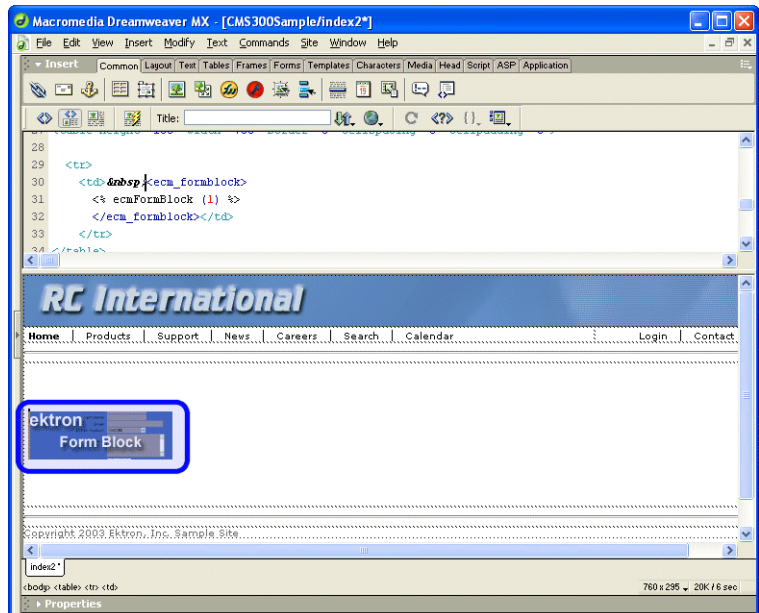 Macromedia Dreamweaver MX - [CMS300Sample/index2*]
File Edit View Insert Modify Text Commands Site Window Help
Insert Common Layout Text Tables Frames Forms Templates Characters Media Head Script ASP Application
Title:
28
29 <tr>
30 <td>&nbsp;<ecm_formblock>
31 <% ecmFormBlock (1) %>
32 </ecm_formblock></td>
33 </tr>
34 </table>
RC International
Home | Products | Support | News | Careers | Search | Calendar Login | Contact
ektron
Form Block
Copyright 2003 Ektron, Inc. Sample Site
index2*
<body> <table> <tr> <td> 760 x 295 20K / 6 sec
Properties